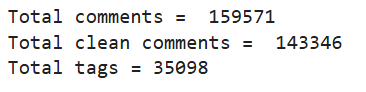 Total comments =  159571
Total clean comments =  143346
Total tags = 35098